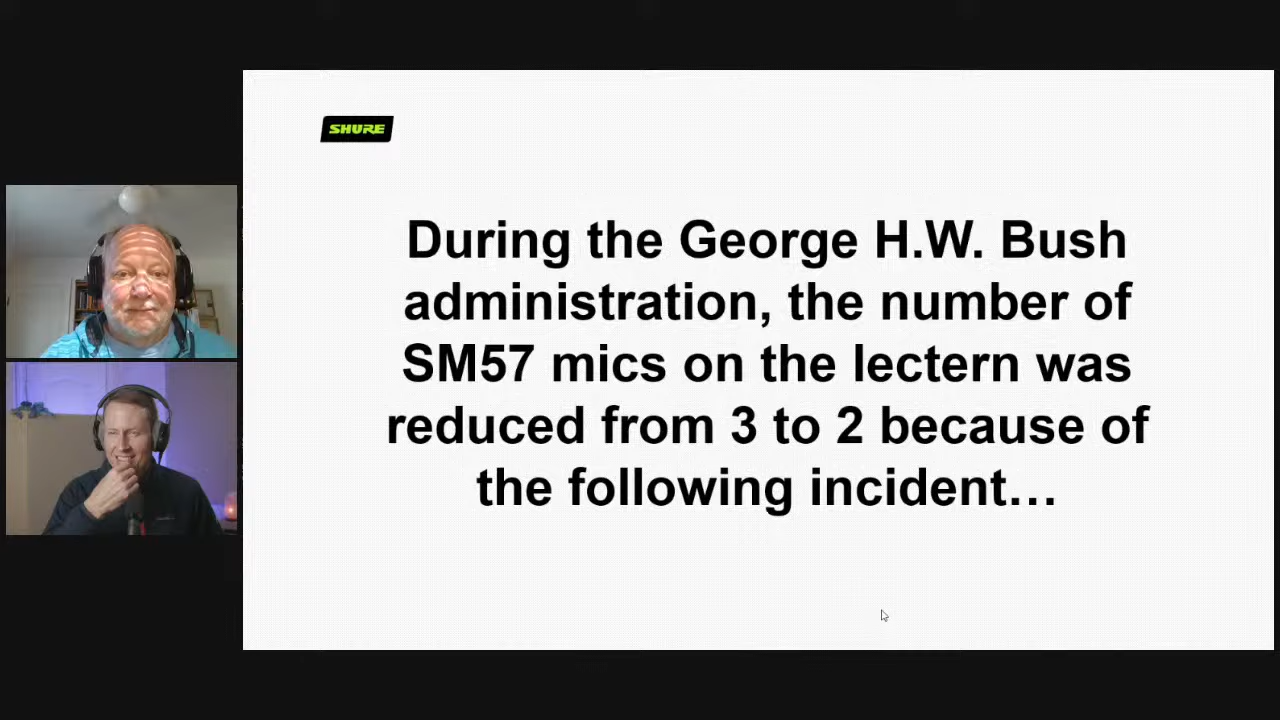 SHURE
During the George H.W. Bush
administration, the number of
SM57 mics on the lectern was
reduced from 3 to 2 because of
the following incident…